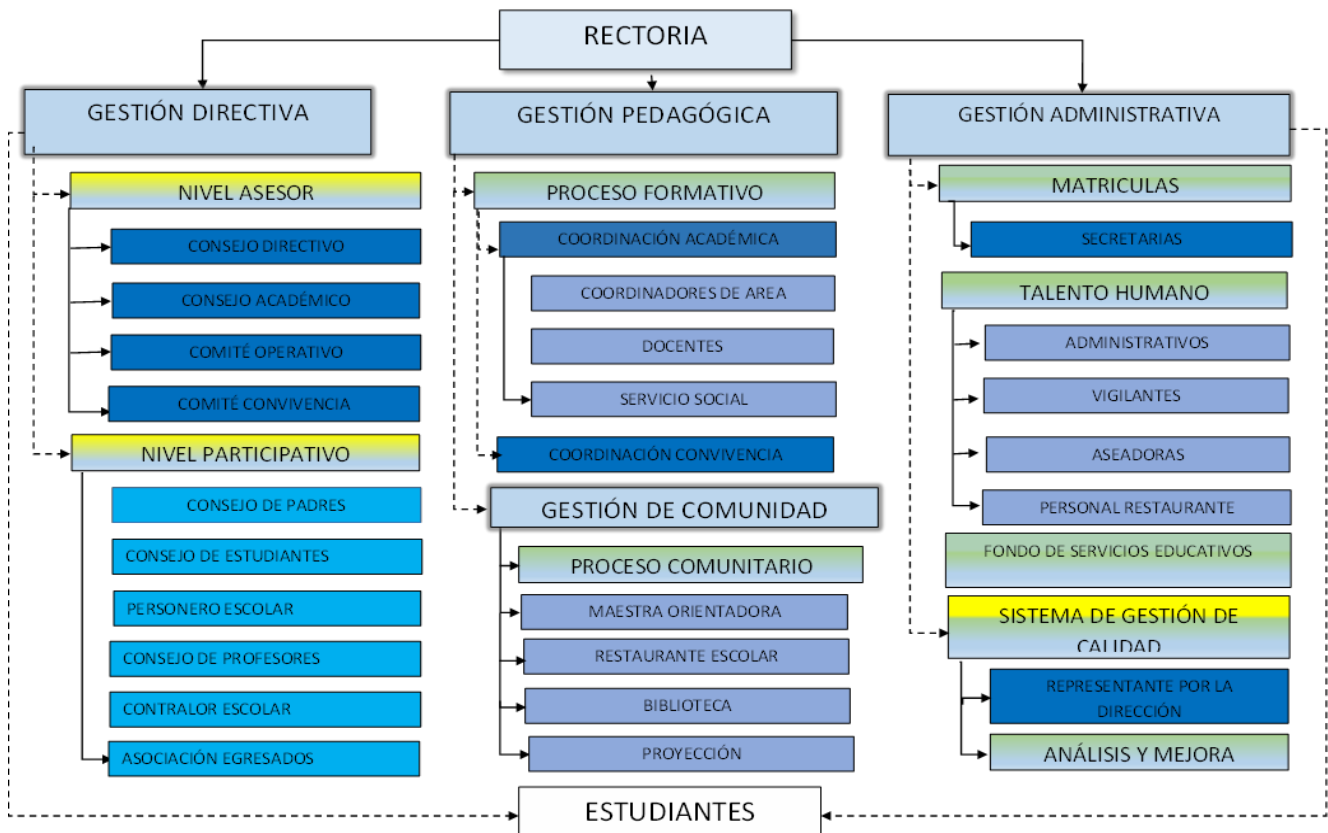 RECTORIA
GESTIÓN DIRECTIVA
NIVEL ASESOR
CONSEJO DIRECTIVO
CONSEJO ACADÉMICO
COMITÉ OPERATIVO
COMITÉ CONVIVENCIA
NIVEL PARTICIPATIVO
CONSEJO DE PADRES
CONSEJO DE ESTUDIANTES
PERSONERO ESCOLAR
CONSEJO DE PROFESORES
CONTRALOR ESCOLAR
ASOCIACIÓN EGRESADOS
GESTIÓN PEDAGÓGICA
PROCESO FORMATIVO
COORDINACIÓN ACADÉMICA
COORDINADORES DE AREA
DOCENTES
SERVICIO SOCIAL
COORDINACIÓN CONVIVENCIA
GESTIÓN DE COMUNIDAD
PROCESO COMUNITARIO
MAESTRA ORIENTADORA
RESTAURANTE ESCOLAR
BIBLIOTECA
PROYECCIÓN
GESTIÓN ADMINISTRATIVA
MATRICULAS
SECRETARIAS
TALENTO HUMANO
ADMINISTRATIVOS
VIGILANTES
ASEADORAS
PERSONAL RESTAURANTE
FONDO DE SERVICIOS EDUCATIVOS
SISTEMA DE GESTIÓN DE
CALIDAD
REPRESENTANTE POR LA
DIRECCIÓN
ANÁLISIS Y MEJORA
ESTUDIANTES